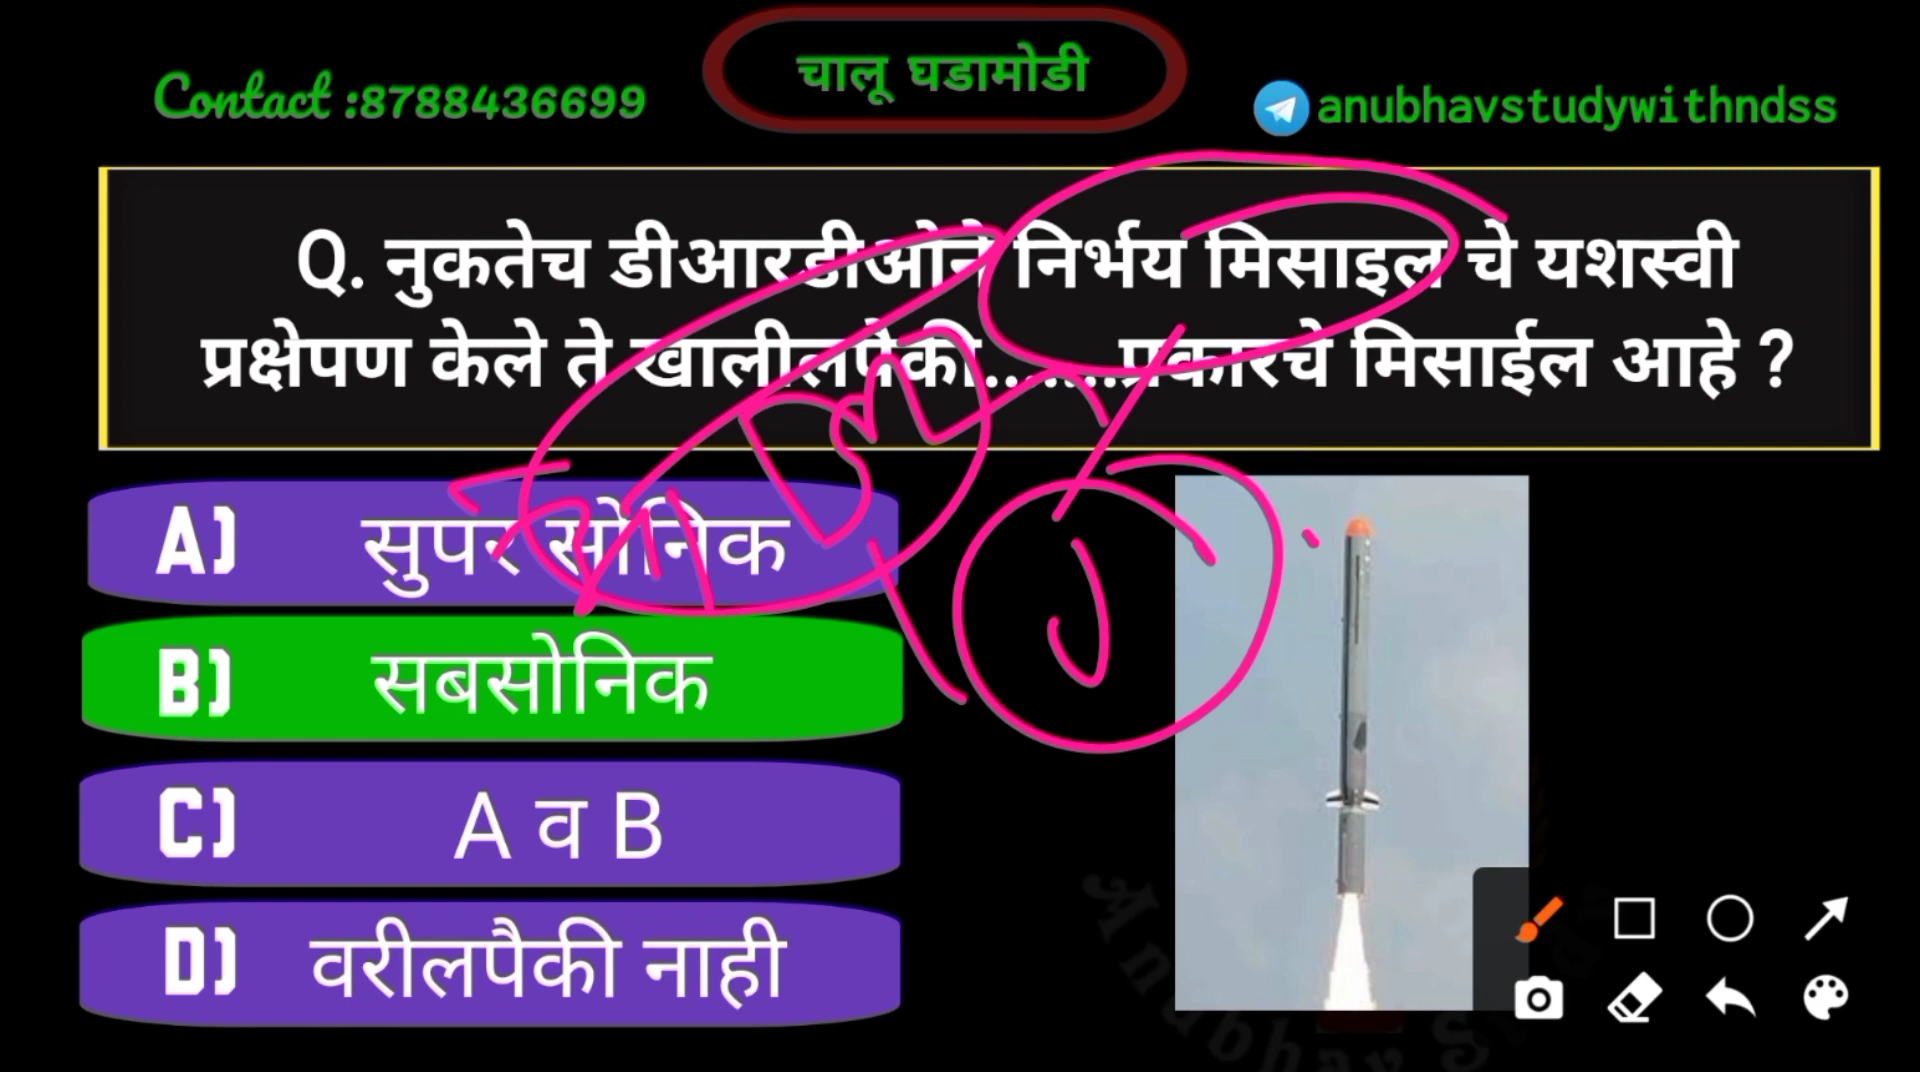 चालू घडामोडी
Contact :8788436699
anubhavstudywithndss
Q. नुकतेच डीआरडीओने निर्भय मिसाइल चे यशस्वी
प्रक्षेपण केले ते खालीलपैकी.......प्रकारचे मिसाईल आहे ?
A) सुपर सोनिक
B) सबसोनिक
C) A व B
D) वरीलपैकी नाही
Anubhav